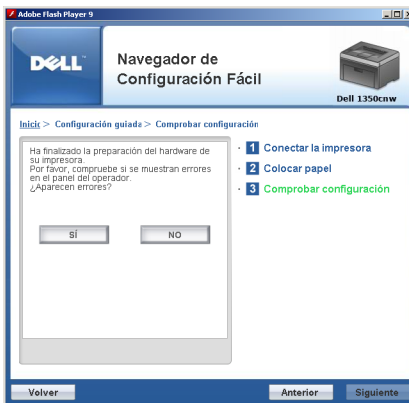 Adobe Flash Player 9
DELL
Navegador de
Configuración Fácil
Dell 1350cnw
Inicio > Configuración guiada > Comprobar configuración
Ha finalizado la preparación del hardware de
su impresora.
Por favor, compruebe si se muestran errores
en el panel del operador.
¿Aparecen errores?
SÍ
NO
1 Conectar la impresora
2 Colocar papel
3 Comprobar configuración
Volver
Anterior
Siguiente